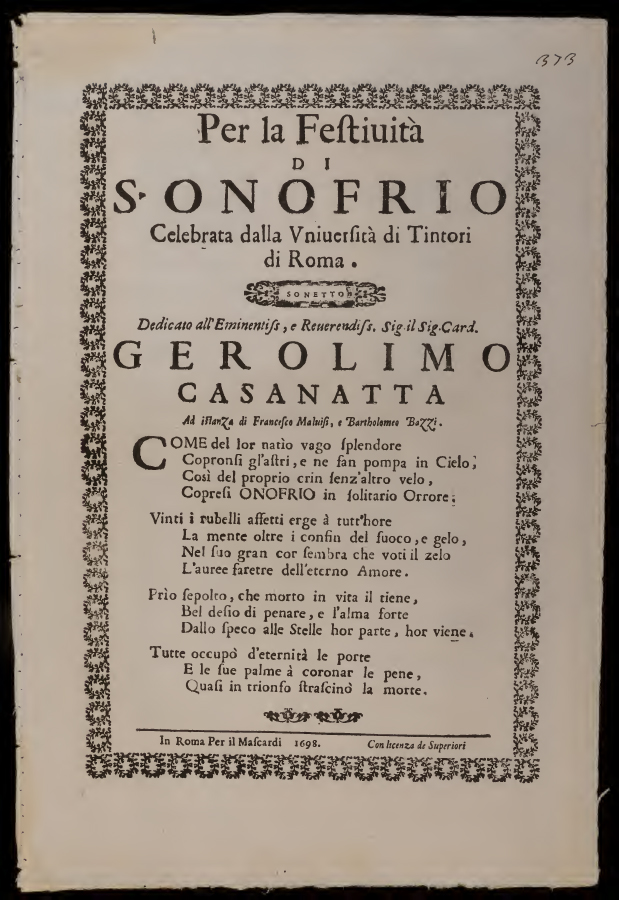 373
Per la Feſtiuità
DI
S. ONOFRIO
Celebrata dalla Vniuerſità di Tintori
di Roma.
SONETTO
Dedicato all'Eminentiſs, e Reuerendiſs. Sig. il Sig. Card.
GEROLIMO
CASANATTA
Ad iſtanza di Franceſco Maluiſi, e Bartholomeo Bozzi.
COME del lor natìo vago ſplendore
Copronſi gl'aſtri, e ne fan pompa in Cielo;
Così del proprio crin ſenz'altro velo,
Copreſi ONOFRIO in ſolitario Orrore;
Vinti i rubelli affetti erge à tutt'hore
La mente oltre i confin del fuoco, e gelo,
Nel ſuo gran cor ſembra che voti il zelo
L'auree faretre dell'eterno Amore.
Prìo ſepolto, che morto in vita il tiene,
Bel deſio di penare, e l'alma forte
Dallo ſpeco alle Stelle hor parte, hor viene.
Tutte occupò d'eternità le porte
E le ſue palme à coronar le pene,
Quaſi in trionfo ſtraſcinò la morte.
In Roma Per il Maſcardi 1698. Con licenza de Superiori